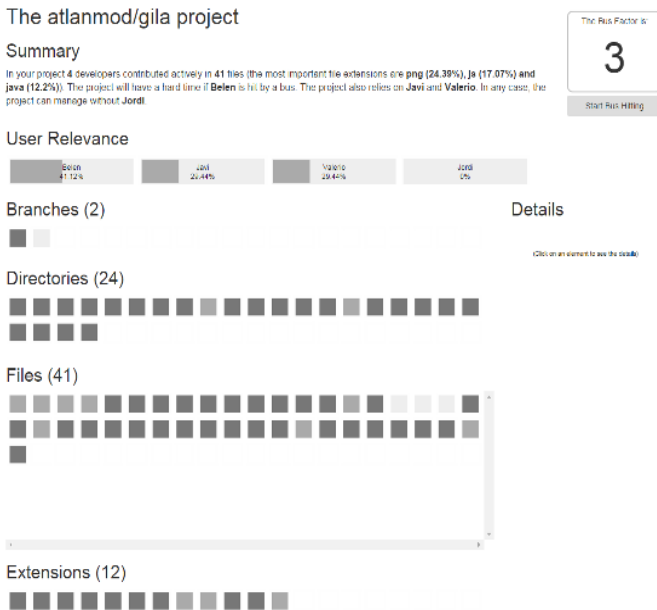 The atlanmod/gila project
The Bus Factor is:
3
Start Bus Hitting
Summary
In your project 4 developers contributed actively in 41 files (the most important file extensions are png (24.39%), js (17.07%) and
java (12.2%)). The project will have a hard time if Belen is hit by a bus. The project also relies on Javi and Valerio. In any case, the
project can manage without Jordi.
User Relevance
Belen
41.12%
Javi
29.44%
Valerio
29.44%
Jordi
0%
Branches (2)
Details
(Click on an element to see the details)
Directories (24)
Files (41)
Extensions (12)